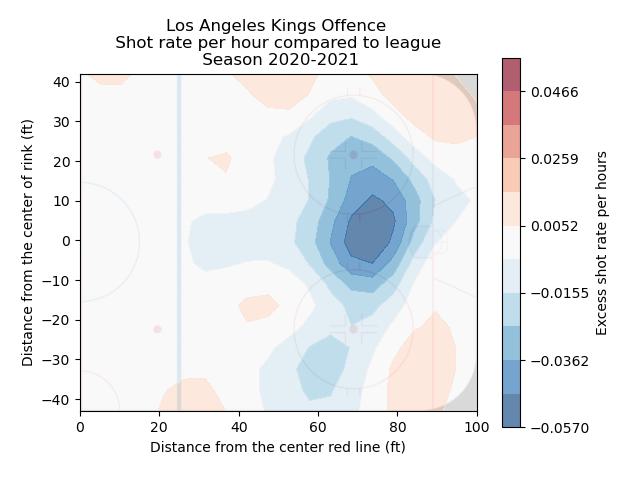 Los Angeles Kings Offence
Shot rate per hour compared to league
Season 2020-2021
40
30
20
10
0
−10
−20
−30
−40
Distance from the center of rink (ft)
0 20 40 60 80 100
Distance from the center red line (ft)
0.0466
0.0259
0.0052
−0.0155
−0.0362
−0.0570
Excess shot rate per hours